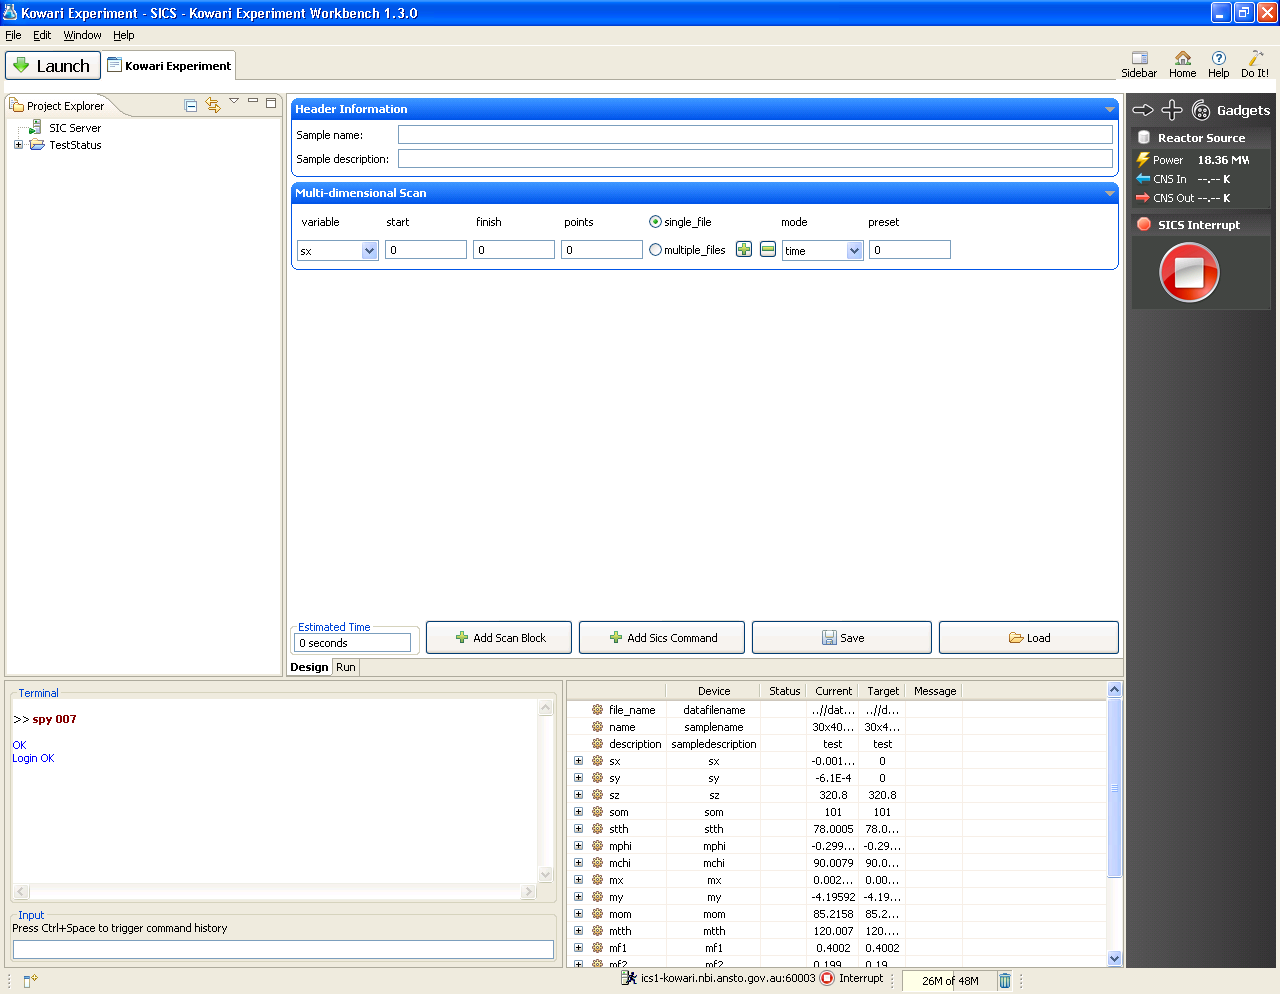 Kowari Experiment - SICS - Kowari Experiment Workbench 1.3.0
File Edit Window Help
Launch
Kowari Experiment
Sidebar Home Help Do It!
Project Explorer
SIC Server
TestStatus
Header Information
Sample name:
Sample description:
Multi-dimensional Scan
variable start finish points single_file mode preset
sx 0 0 0 multiple_files time 0
Estimated Time
0 seconds
Add Scan Block
Add Sics Command
Save
Load
Design Run
Gadgets
Reactor Source
Power 18.36 MW
CNS In --.-- K
CNS Out --.-- K
SICS Interrupt
Terminal
>> spy 007
OK
Login OK
Input
Press Ctrl+Space to trigger command history
Device Status Current Target Message
file_name datafilename ..//dat... ..//d...
name samplename 30x40... 30x4...
description sampledescription test test
sx sx -0.001... 0
sy sy -6.1E-4 0
sz sz 320.8 320.8
som som 101 101
stth stth 78.0005 78.0...
mphi mphi -0.299... -0.29...
mchi mchi 90.0079 90.0...
mx mx 0.002... 0.00...
my my -4.19592 -4.19...
mom mom 85.2158 85.2...
mtth mtth 120.007 120....
mf1 mf1 0.4002 0.4002
mf2 mf2 0.199... 0.19...
ics1-kowari.nbi.ansto.gov.au:60003 Interrupt 26M of 48M